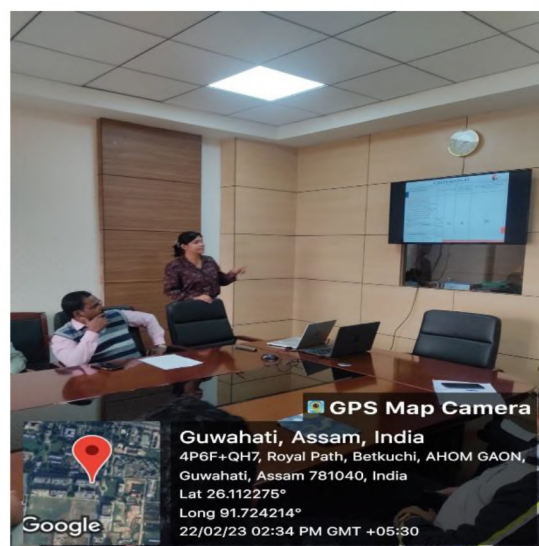 GPS Map Camera
Guwahati, Assam, India
4P6F+QH7, Royal Path, Betkuchi, AHOM GAON,
Guwahati, Assam 781040, India
Lat 26.112275°
Long 91.724214°
22/02/23 02:34 PM GMT +05:30
Google